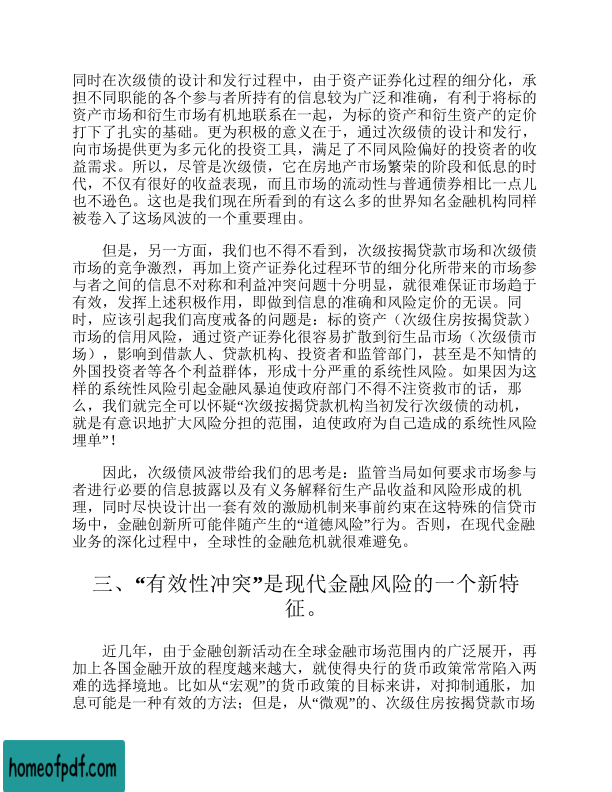 同时在次级债的设计和发行过程中，由于资产证券化过程的细分化，承
担不同职能的各个参与者所持有的信息较为广泛和准确，有利于将标的
资产市场和衍生市场有机地联系在一起，为标的资产和衍生资产的定价
打下了扎实的基础。更为积极的意义在于，通过次级债的设计和发行，
向市场提供更为多元化的投资工具，满足了不同风险偏好的投资者的收
益需求。所以，尽管是次级债，它在房地产市场繁荣的阶段和低息的时
代，不仅有很好的收益表现，而且市场的流动性与普通债券相比一点儿
也不逊色。这也是我们现在所看到的有这么多的世界知名金融机构同样
被卷入了这场风波的一个重要理由。
但是，另一方面，我们也不得不看到，次级按揭贷款市场和次级债
市场的竞争激烈，再加上资产证券化过程环节的细分化所带来的市场参
与者之间的信息不对称和利益冲突问题十分明显，就很难保证市场趋于
有效，发挥上述积极作用，即做到信息的准确和风险定价的无误。同
时，应该引起我们高度戒备的问题是：标的资产（次级住房按揭贷款）
市场的信用风险，通过资产证券化很容易扩散到衍生品市场（次级债市
场），影响到借款人、贷款机构、投资者和监管部门，甚至是不知情的
外国投资者等各个利益群体，形成十分严重的系统性风险。如果因为这
样的系统性风险引起金融风暴迫使政府部门不得不注资救市的话，那
么，我们就完全可以怀疑“次级按揭贷款机构当初发行次级债的动机，
就是有意识地扩大风险分担的范围，迫使政府为自己造成的系统性风险
埋单”！
因此，次级债风波带给我们的思考是：监管当局如何要求市场参与
者进行必要的信息披露以及有义务解释衍生产品收益和风险形成的机
理，同时尽快设计出一套有效的激励机制来事前约束在这特殊的信贷市
场中，金融创新所可能伴随产生的“道德风险”行为。否则，在现代金融
业务的深化过程中，全球性的金融危机就很难避免。
三、“有效性冲突”是现代金融风险的一个新特
征。
近几年，由于金融创新活动在全球金融市场范围内的广泛展开，再
加上各国金融开放的程度越来越大，就使得央行的货币政策常常陷入两
难的选择境地。比如从“宏观”的货币政策的目标来讲，对抑制通胀，加
息可能是一种有效的方法；但是，从“微观”的、次级住房按揭贷款市场
homeofpdf.com